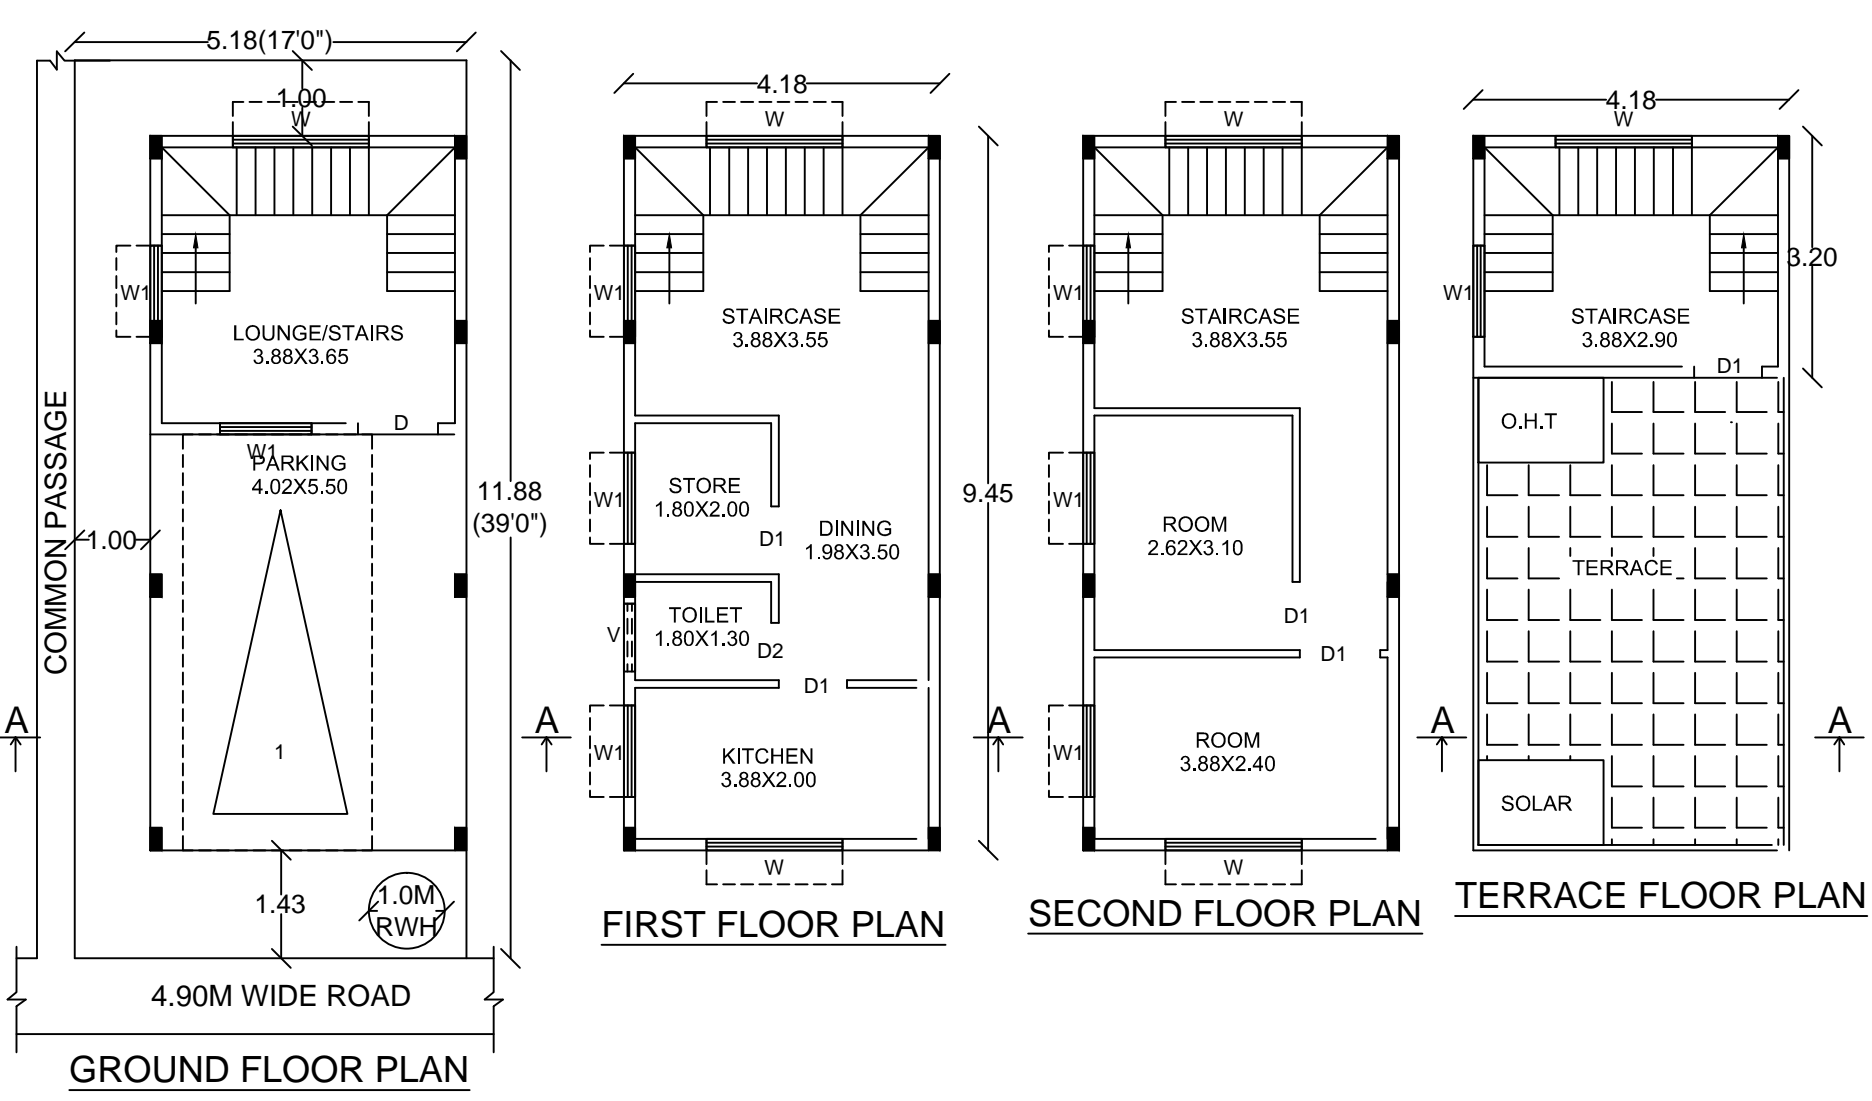 5.18(17'0")
1.00
W
W1
LOUNGE/STAIRS
3.88X3.65
D
W1
PARKING
4.02X5.50
COMMON PASSAGE
1.00
11.88
(39'0")
1
A
1.43
1.0M
RWH
4.90M WIDE ROAD
GROUND FLOOR PLAN
4.18
W
W1
STAIRCASE
3.88X3.55
W1
STORE
1.80X2.00
D1
DINING
1.98X3.50
9.45
V
TOILET
1.80X1.30
D2
D1
A
A
W1
KITCHEN
3.88X2.00
W
FIRST FLOOR PLAN
W
W1
STAIRCASE
3.88X3.55
W1
ROOM
2.62X3.10
D1
D1
W1
ROOM
3.88X2.40
A
W
SECOND FLOOR PLAN
4.18
W
W1
3.20
STAIRCASE
3.88X2.90
D1
O.H.T
TERRACE
A
SOLAR
TERRACE FLOOR PLAN